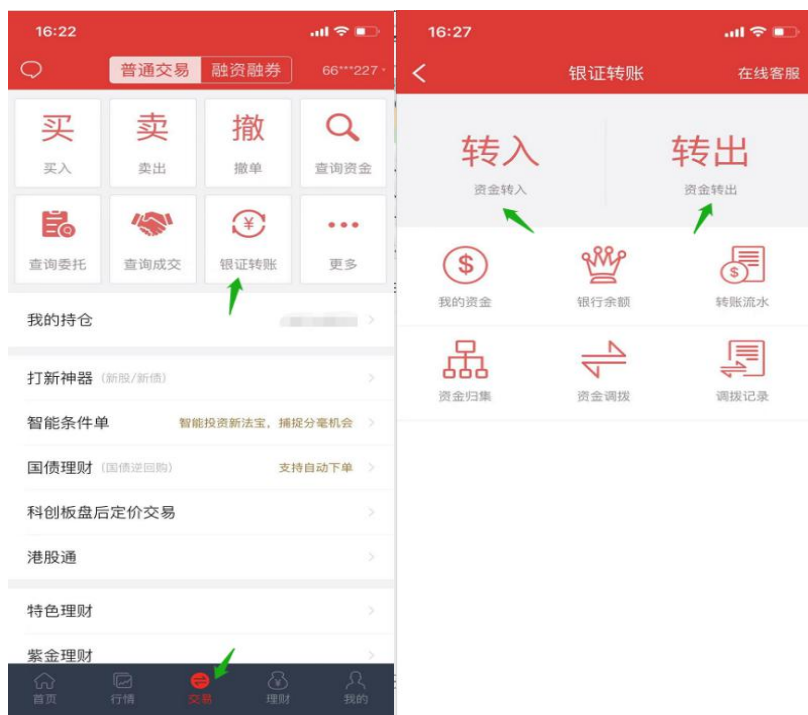 16:22
普通交易 融资融券 66***227
买 卖 撤
买入 卖出 撤单 查询资金
查询委托 查询成交 银证转账 更多
我的持仓
打新神器 (新股/新债)
智能条件单 智能投资新法宝，捕捉分毫机会
国债理财 (国债逆回购) 支持自动下单
科创板盘后定价交易
港股通
特色理财
紫金理财
首页 行情 交易 理财 我的
16:27
银证转账 在线客服
转入 转出
资金转入 资金转出
我的资金 银行余额 转账流水
资金归集 资金调拨 调拨记录